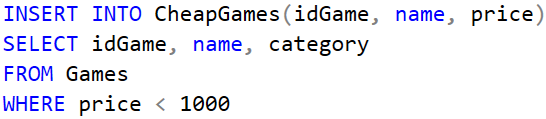 INSERT INTO CheapGames(idGame, name, price)
SELECT idGame, name, category
FROM Games
WHERE price < 1000